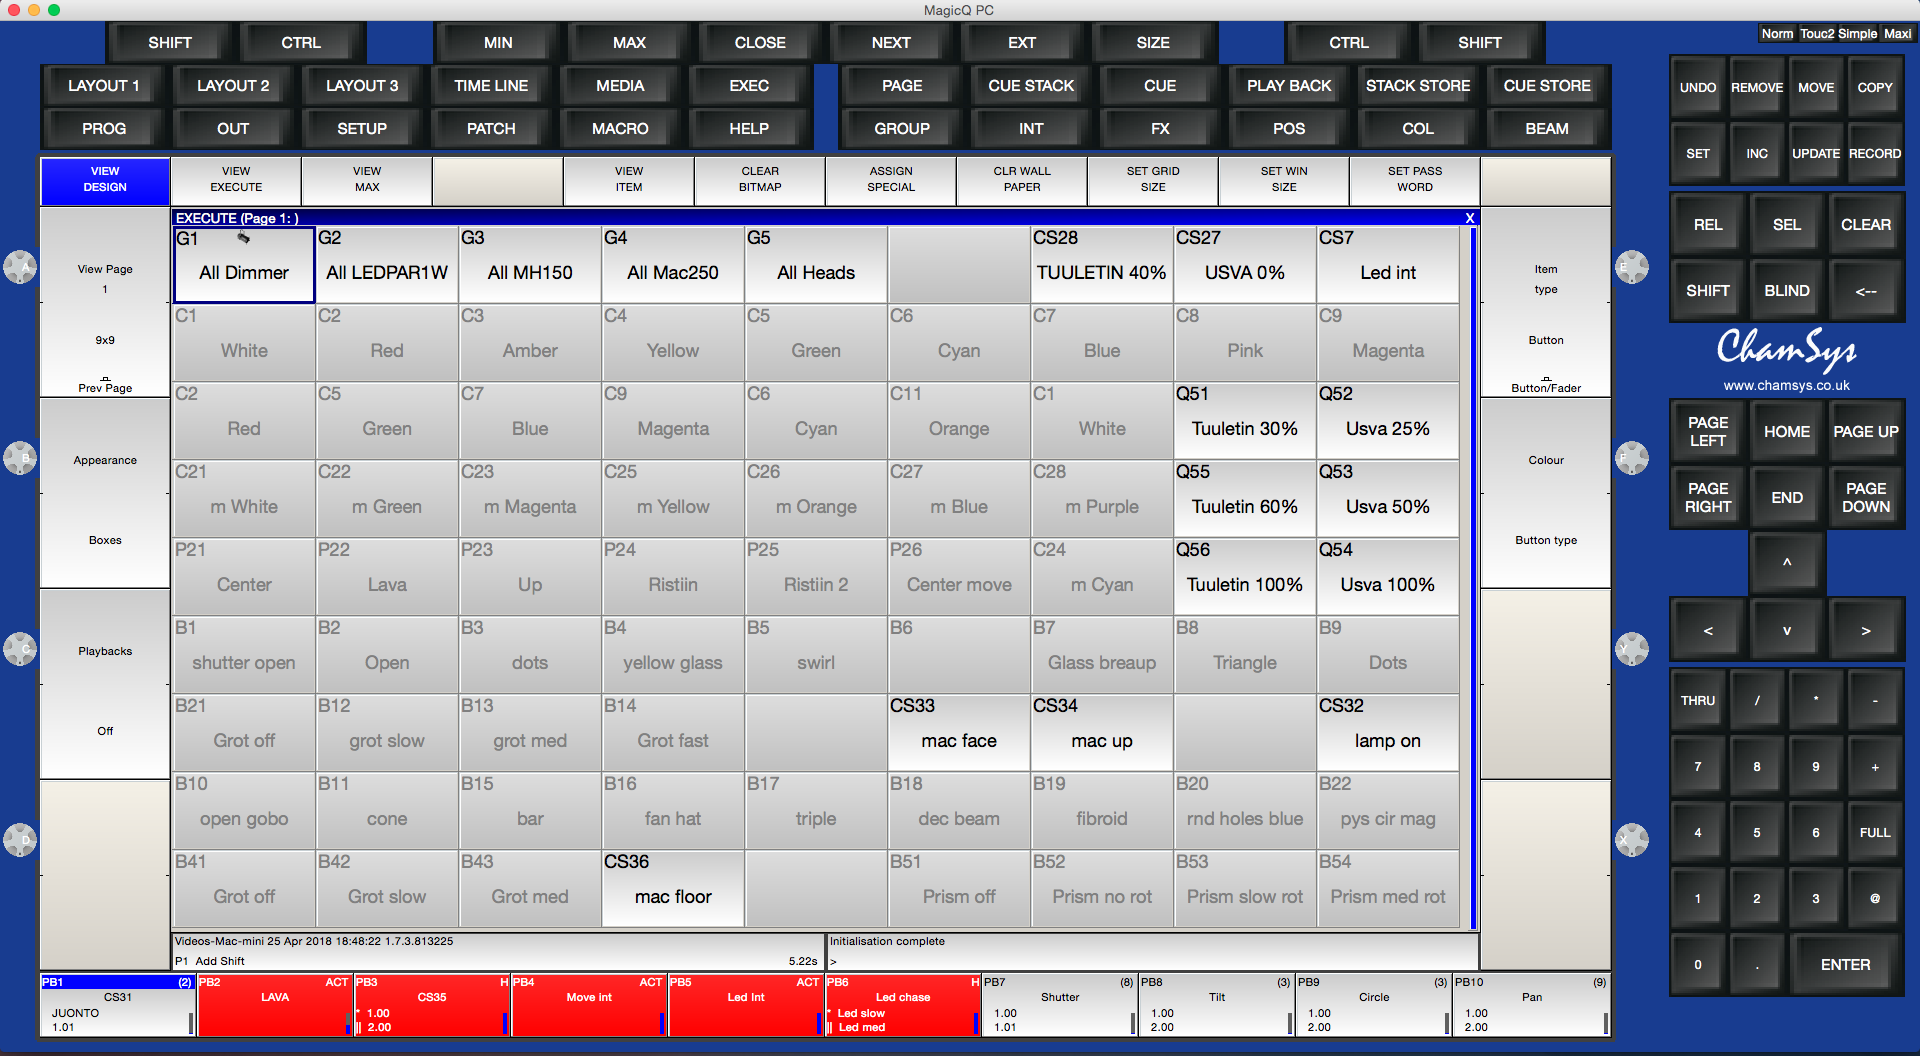 MagicQ PC
SHIFT CTRL MIN MAX CLOSE NEXT EXT SIZE CTRL SHIFT
Norm Touc2 Simple Maxi
LAYOUT 1 LAYOUT 2 LAYOUT 3 TIME LINE MEDIA EXEC PAGE CUE STACK CUE PLAY BACK STACK STORE CUE STORE
UNDO REMOVE MOVE COPY
PROG OUT SETUP PATCH MACRO HELP GROUP INT FX POS COL BEAM
SET INC UPDATE RECORD
VIEW VIEW VIEW VIEW CLEAR ASSIGN CLR WALL SET GRID SET WIN SET PASS
DESIGN EXECUTE MAX ITEM BITMAP SPECIAL PAPER SIZE SIZE WORD
REL SEL CLEAR
SHIFT BLIND <--
ChamSys
www.chamsys.co.uk
PAGE LEFT HOME PAGE UP
PAGE RIGHT END PAGE DOWN
^
< v >
THRU / * -
7 8 9 +
4 5 6 FULL
1 2 3 @
0 . ENTER
A
View Page
1
9x9
Prev Page
B
Appearance
Boxes
C
Playbacks
Off
D
EXECUTE (Page 1: ) X
G1 G2 G3 G4 G5 CS28 CS27 CS7
All Dimmer All LEDPAR1W All MH150 All Mac250 All Heads TUULETIN 40% USVA 0% Led int
C1 C2 C3 C4 C5 C6 C7 C8 C9
White Red Amber Yellow Green Cyan Blue Pink Magenta
C2 C5 C7 C9 C6 C11 C1 Q51 Q52
Red Green Blue Magenta Cyan Orange White Tuuletin 30% Usva 25%
C21 C22 C23 C25 C26 C27 C28 Q55 Q53
m White m Green m Magenta m Yellow m Orange m Blue m Purple Tuuletin 60% Usva 50%
P21 P22 P23 P24 P25 P26 C24 Q56 Q54
Center Lava Up Ristiin Ristiin 2 Center move m Cyan Tuuletin 100% Usva 100%
B1 B2 B3 B4 B5 B6 B7 B8 B9
shutter open Open dots yellow glass swirl Glass breaup Triangle Dots
B21 B12 B13 B14 CS33 CS34 CS32
Grot off grot slow grot med Grot fast mac face mac up lamp on
B10 B11 B15 B16 B17 B18 B19 B20 B22
open gobo cone bar fan hat triple dec beam fibroid rnd holes blue pys cir mag
B41 B42 B43 CS36 B51 B52 B53 B54
Grot off Grot slow Grot med mac floor Prism off Prism no rot Prism slow rot Prism med rot
E
Item
type
Button
Button/Fader
F
Colour
Button type
Y
X
Videos-Mac-mini 25 Apr 2018 18:48:22 1.7.3.813225 Initialisation complete
P1 Add Shift 5.22s >
PB1 (2) PB2 ACT PB3 H PB4 ACT PB5 ACT PB6 H PB7 (8) PB8 (3) PB9 (3) PB10 (9)
CS31 LAVA CS35 Move int Led Int Led chase Shutter Tilt Circle Pan
JUONTO * 1.00 * Led slow 1.00 1.00 1.00 1.00
1.01 || 2.00 || Led med 1.01 2.00 2.00 2.00